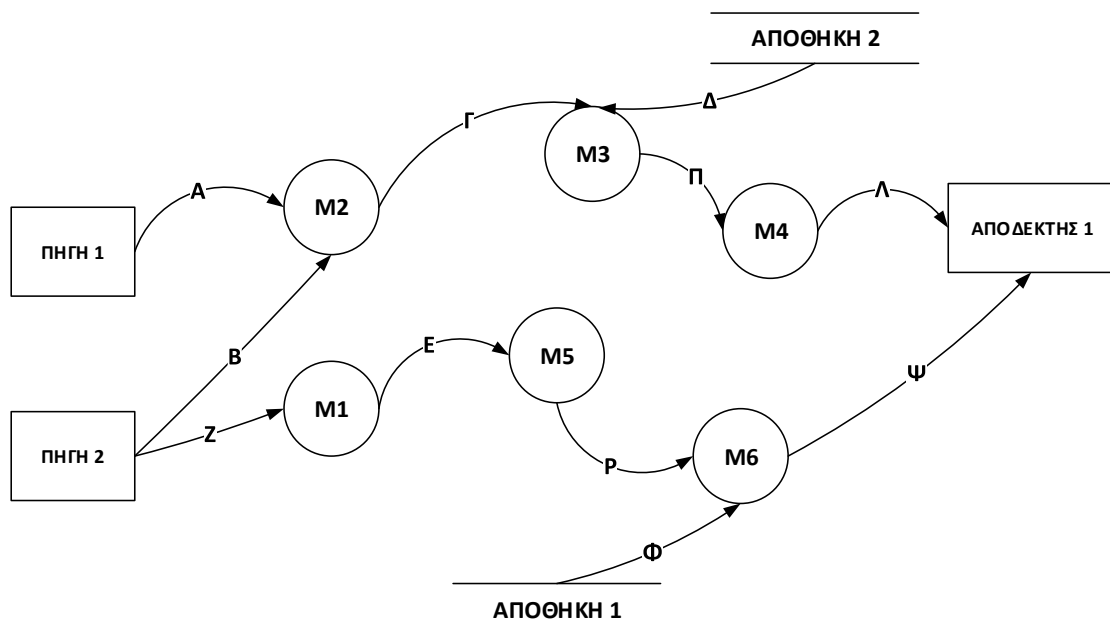 ΑΠΟΘΗΚΗ 2
Δ
Γ
Μ3
Π
Α
Μ2
Λ
Μ4
ΑΠΟΔΕΚΤΗΣ 1
ΠΗΓΗ 1
Β
Ε
Μ5
Ψ
Μ1
Ζ
ΠΗΓΗ 2
Ρ
Μ6
Φ
ΑΠΟΘΗΚΗ 1